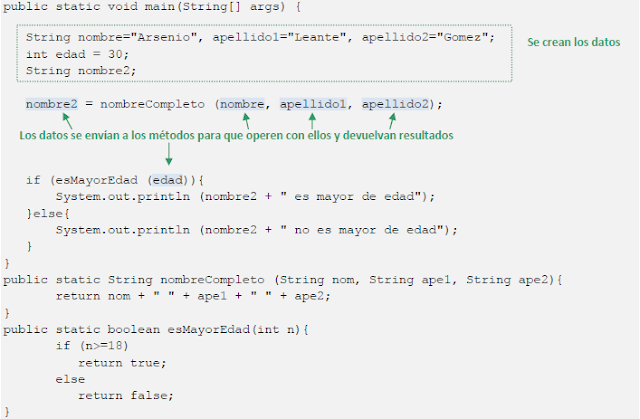 public static void main(String[] args) {
String nombre="Arsenio", apellido1="Leante", apellido2="Gomez";
Se crean los datos
int edad = 30;
String nombre2;
nombre2 = nombreCompleto (nombre, apellido1, apellido2);
Los datos se envían a los métodos para que operen con ellos y devuelvan resultados
if (esMayorEdad (edad)){
System.out.println (nombre2 + " es mayor de edad");
}else{
System.out.println (nombre2 + " no es mayor de edad");
}
}
public static String nombreCompleto (String nom, String ape1, String ape2){
return nom + " " + ape1 + " " + ape2;
}
public static boolean esMayorEdad(int n){
if (n>=18)
return true;
else
return false;
}